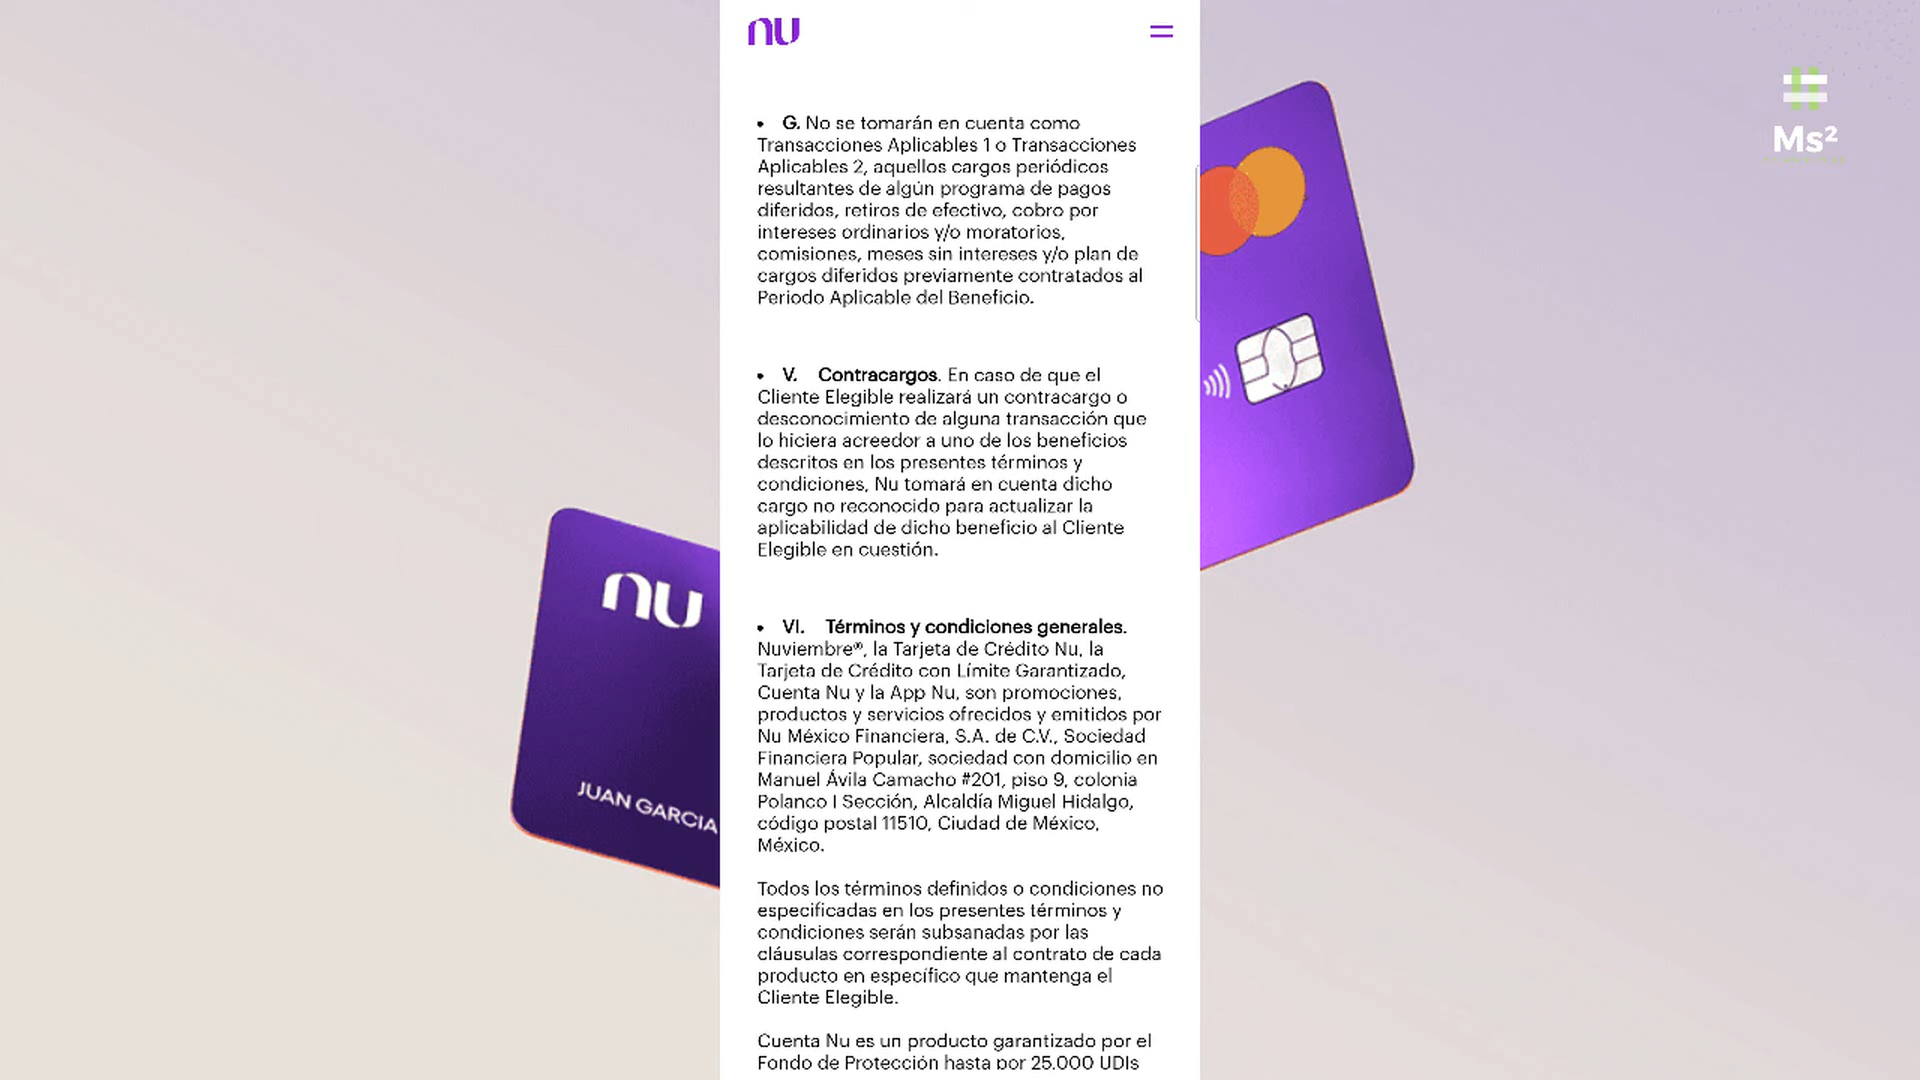 nu
• G. No se tomarán en cuenta como
Transacciones Aplicables 1 o Transacciones
Aplicables 2, aquellos cargos periódicos
resultantes de algún programa de pagos
diferidos, retiros de efectivo, cobro por
intereses ordinarios y/o moratorios,
comisiones, meses sin intereses y/o plan de
cargos diferidos previamente contratados al
Periodo Aplicable del Beneficio.
• V. Contracargos. En caso de que el
Cliente Elegible realizará un contracargo o
desconocimiento de alguna transacción que
lo hiciera acreedor a uno de los beneficios
descritos en los presentes términos y
condiciones, Nu tomará en cuenta dicho
cargo no reconocido para actualizar la
aplicabilidad de dicho beneficio al Cliente
Elegible en cuestión.
• VI. Términos y condiciones generales.
Nuviembre®, la Tarjeta de Crédito Nu, la
Tarjeta de Crédito con Límite Garantizado,
Cuenta Nu y la App Nu, son promociones,
productos y servicios ofrecidos y emitidos por
Nu México Financiera, S.A. de C.V., Sociedad
Financiera Popular, sociedad con domicilio en
Manuel Ávila Camacho #201, piso 9, colonia
Polanco I Sección, Alcaldía Miguel Hidalgo,
código postal 11510, Ciudad de México,
México.
Todos los términos definidos o condiciones no
especificadas en los presentes términos y
condiciones serán subsanadas por las
cláusulas correspondiente al contrato de cada
producto en específico que mantenga el
Cliente Elegible.
Cuenta Nu es un producto garantizado por el
Fondo de Protección hasta por 25,000 UDIs
nu
JUAN GARCIA
Ms²